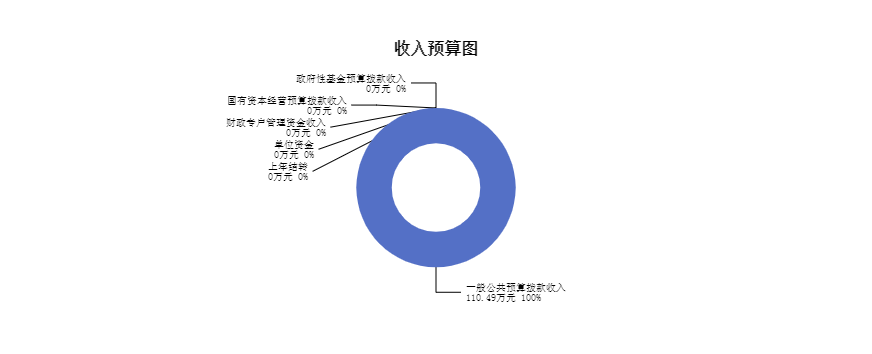 收入预算图
政府性基金预算拨款收入
0万元 0%
国有资本经营预算拨款收入
0万元 0%
财政专户管理资金收入
0万元 0%
单位资金
0万元 0%
上年结转
0万元 0%
一般公共预算拨款收入
110.49万元 100%